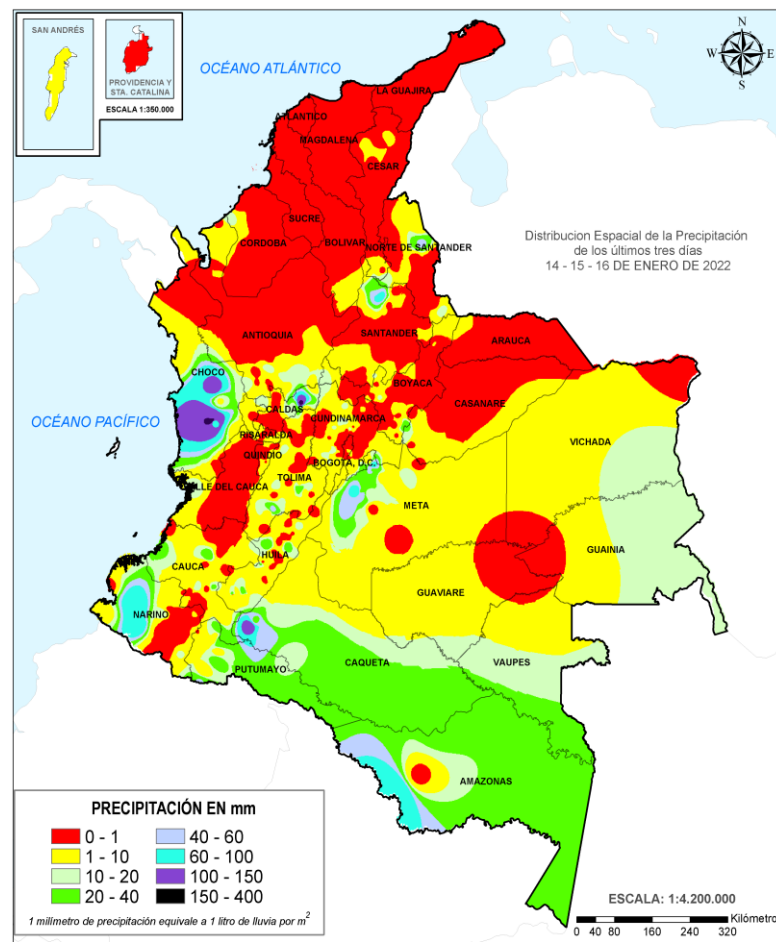 SAN ANDRÉS
PROVIDENCIA Y
STA. CATALINA
ESCALA 1:350.000
OCÉANO ATLÁNTICO
N
W
E
S
LA GUAJIRA
ATLANTICO
MAGDALENA
CESAR
SUCRE
CORDOBA
BOLIVAR
NORTE DE SANTANDER
Distribucion Espacial de la Precipitación
de los últimos tres días
14 - 15 - 16 DE ENERO DE 2022
ANTIOQUIA
SANTANDER
ARAUCA
CHOCO
BOYACA
CASANARE
CALDAS
CUNDINAMARCA
OCÉANO PACÍFICO
RISARALDA
VICHADA
QUINDIO
BOGOTA, D.C.
TOLIMA
VALLE DEL CAUCA
META
HUILA
GUAINIA
CAUCA
GUAVIARE
NARINO
CAQUETA
VAUPES
PUTUMAYO
AMAZONAS
PRECIPITACIÓN EN mm
0 - 1
40 - 60
1 - 10
60 - 100
10 - 20
100 - 150
20 - 40
150 - 400
1 milímetro de precipitación equivale a 1 litro de lluvia por m2
ESCALA: 1:4.200.000
Kilómetro
0 40 80 160 240 320